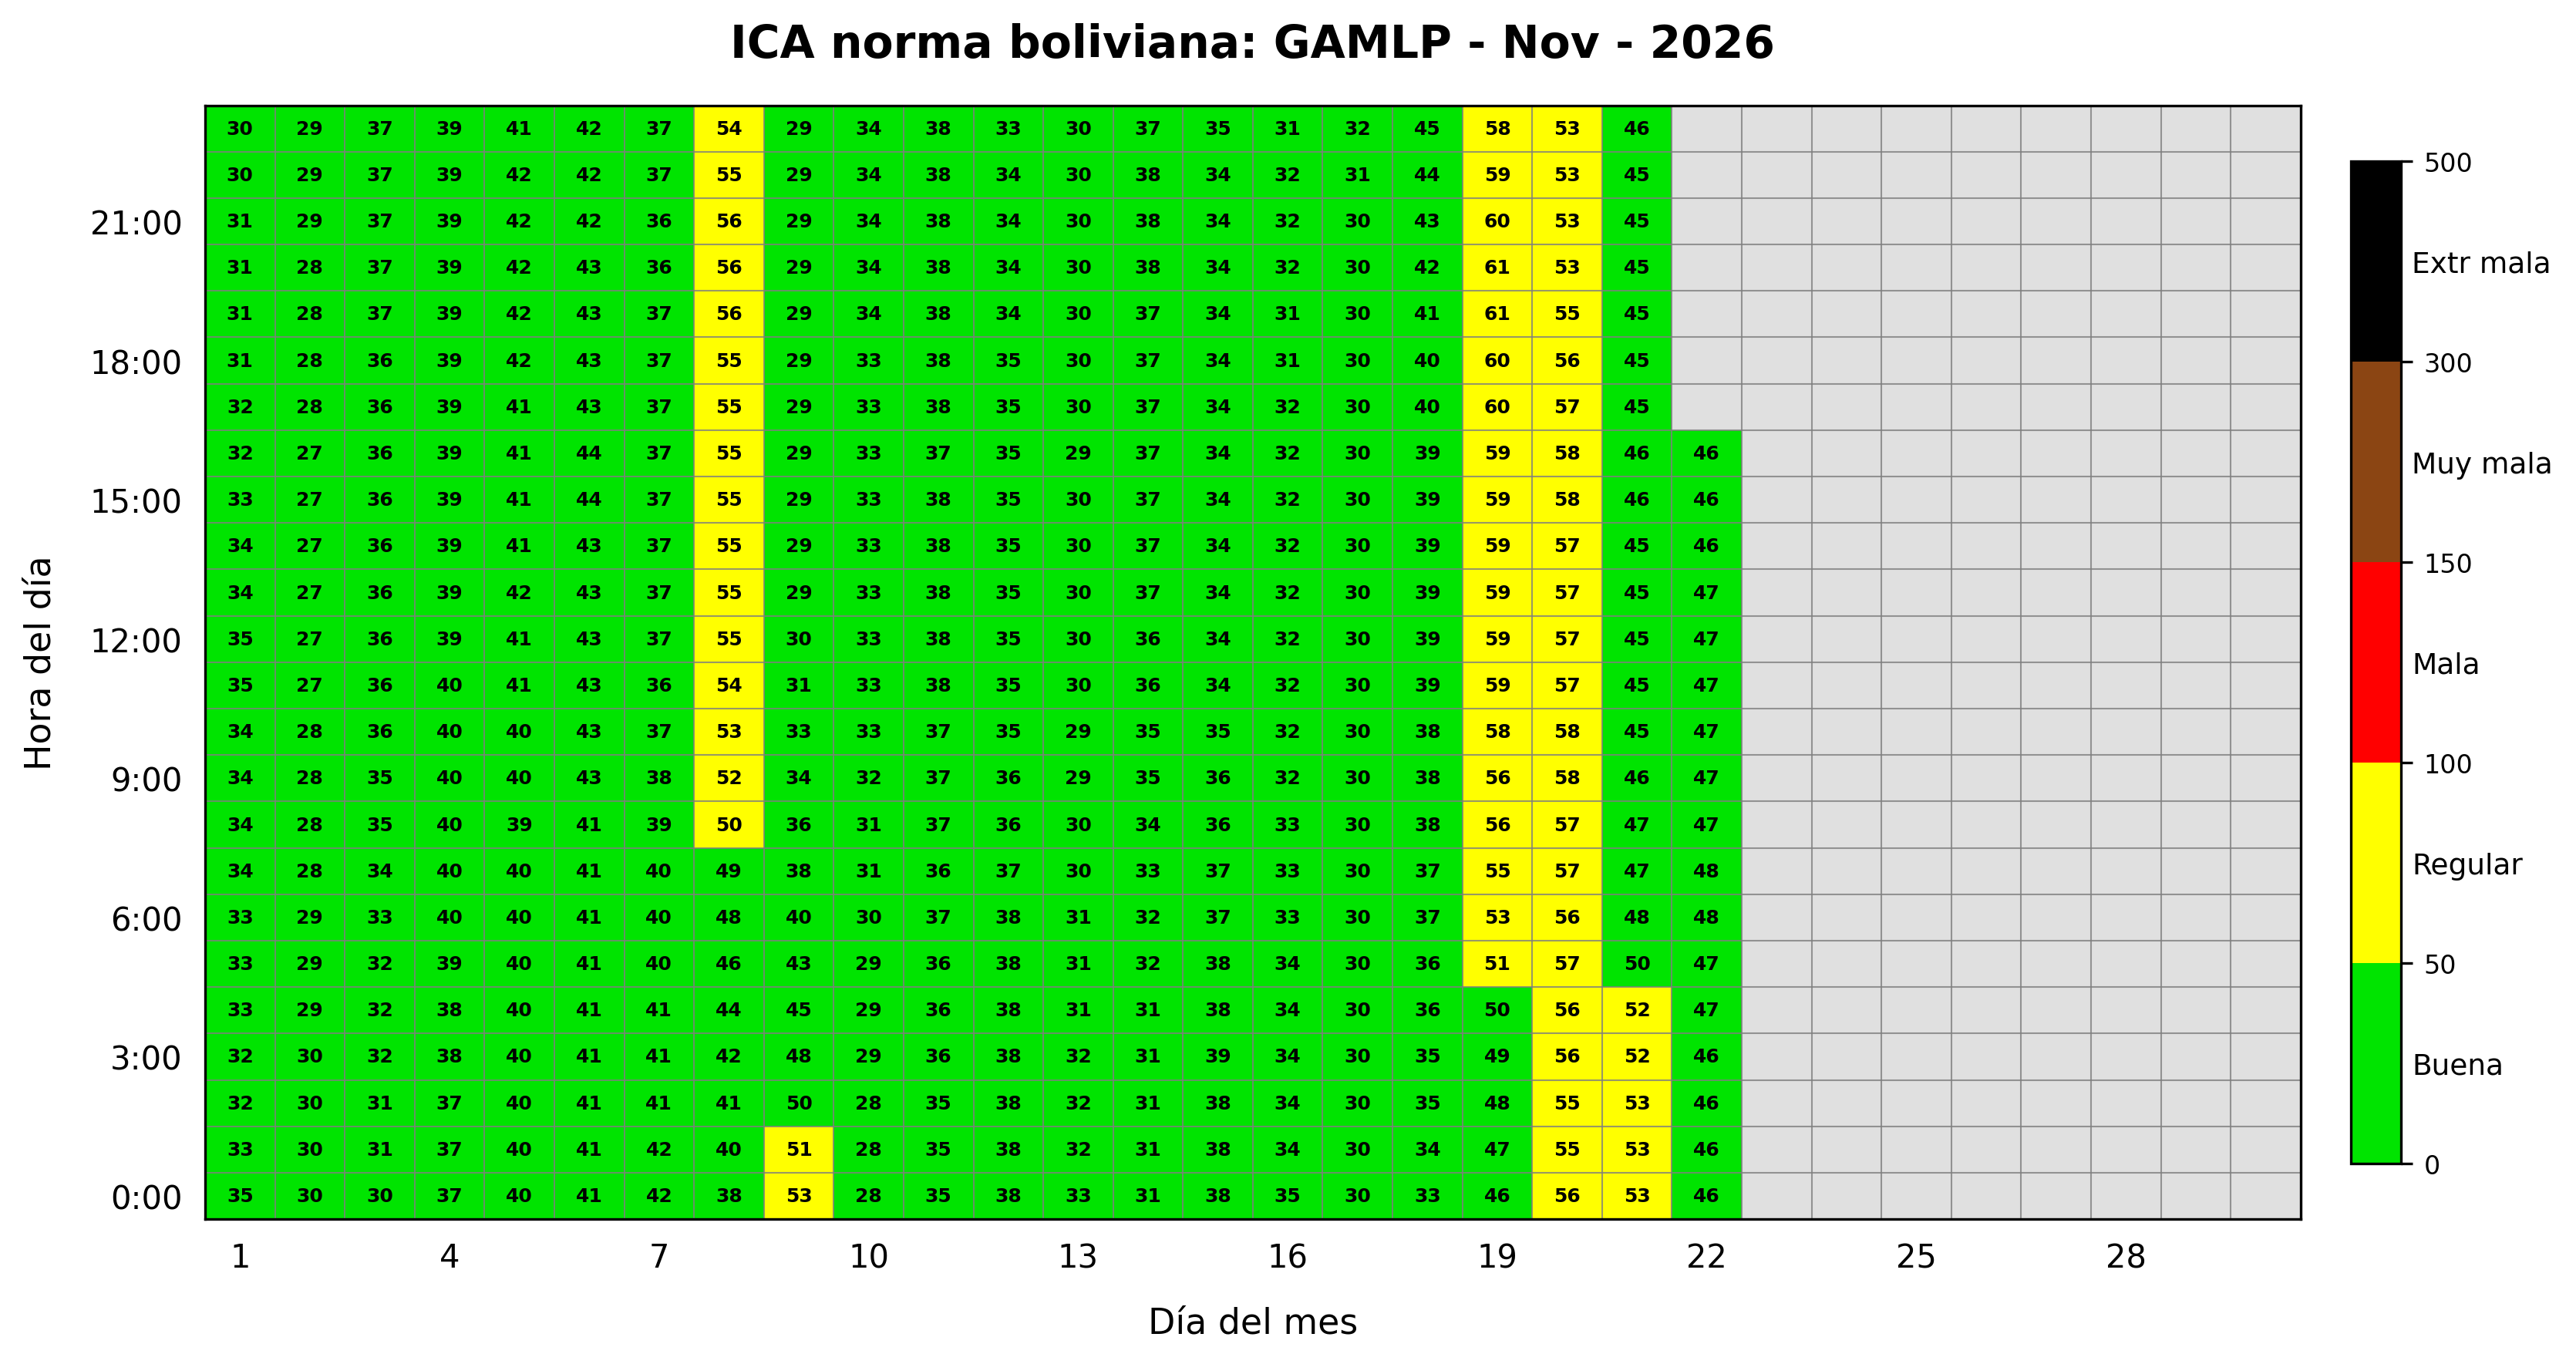 ICA norma boliviana: GAMLP - Nov - 2026
30 29 37 39 41 42 37 54 29 34 38 33 30 37 35 31 32 45 58 53 46
30 29 37 39 42 42 37 55 29 34 38 34 30 38 34 32 31 44 59 53 45
21:00 31 29 37 39 42 42 36 56 29 34 38 34 30 38 34 32 30 43 60 53 45
31 28 37 39 42 43 36 56 29 34 38 34 30 38 34 32 30 42 61 53 45
31 28 37 39 42 43 37 56 29 34 38 34 30 37 34 31 30 41 61 55 45
18:00 31 28 36 39 42 43 37 55 29 33 38 35 30 37 34 31 30 40 60 56 45
32 28 36 39 41 43 37 55 29 33 38 35 30 37 34 32 30 40 60 57 45
32 27 36 39 41 44 37 55 29 33 37 35 29 37 34 32 30 39 59 58 46 46
15:00 33 27 36 39 41 44 37 55 29 33 38 35 30 37 34 32 30 39 59 58 46 46
34 27 36 39 41 43 37 55 29 33 38 35 30 37 34 32 30 39 59 57 45 46
34 27 36 39 42 43 37 55 29 33 38 35 30 37 34 32 30 39 59 57 45 47
12:00 35 27 36 39 41 43 37 55 30 33 38 35 30 36 34 32 30 39 59 57 45 47
35 27 36 40 41 43 36 54 31 33 38 35 30 36 34 32 30 39 59 57 45 47
34 28 36 40 40 43 37 53 33 33 37 35 29 35 35 32 30 38 58 58 45 47
9:00 34 28 35 40 40 43 38 52 34 32 37 36 29 35 36 32 30 38 56 58 46 47
34 28 35 40 39 41 39 50 36 31 37 36 30 34 36 33 30 38 56 57 47 47
34 28 34 40 40 41 40 49 38 31 36 37 30 33 37 33 30 37 55 57 47 48
6:00 33 29 33 40 40 41 40 48 40 30 37 38 31 32 37 33 30 37 53 56 48 48
33 29 32 39 40 41 40 46 43 29 36 38 31 32 38 34 30 36 51 57 50 47
33 29 32 38 40 41 41 44 45 29 36 38 31 31 38 34 30 36 50 56 52 47
3:00 32 30 32 38 40 41 41 42 48 29 36 38 32 31 39 34 30 35 49 56 52 46
32 30 31 37 40 41 41 41 50 28 35 38 32 31 38 34 30 35 48 55 53 46
33 30 31 37 40 41 42 40 51 28 35 38 32 31 38 34 30 34 47 55 53 46
0:00 35 30 30 37 40 41 42 38 53 28 35 38 33 31 38 35 30 33 46 56 53 46
1 4 7 10 13 16 19 22 25 28
Día del mes
Hora del día
500
Extr mala
300
Muy mala
150
Mala
100
Regular
50
Buena
0